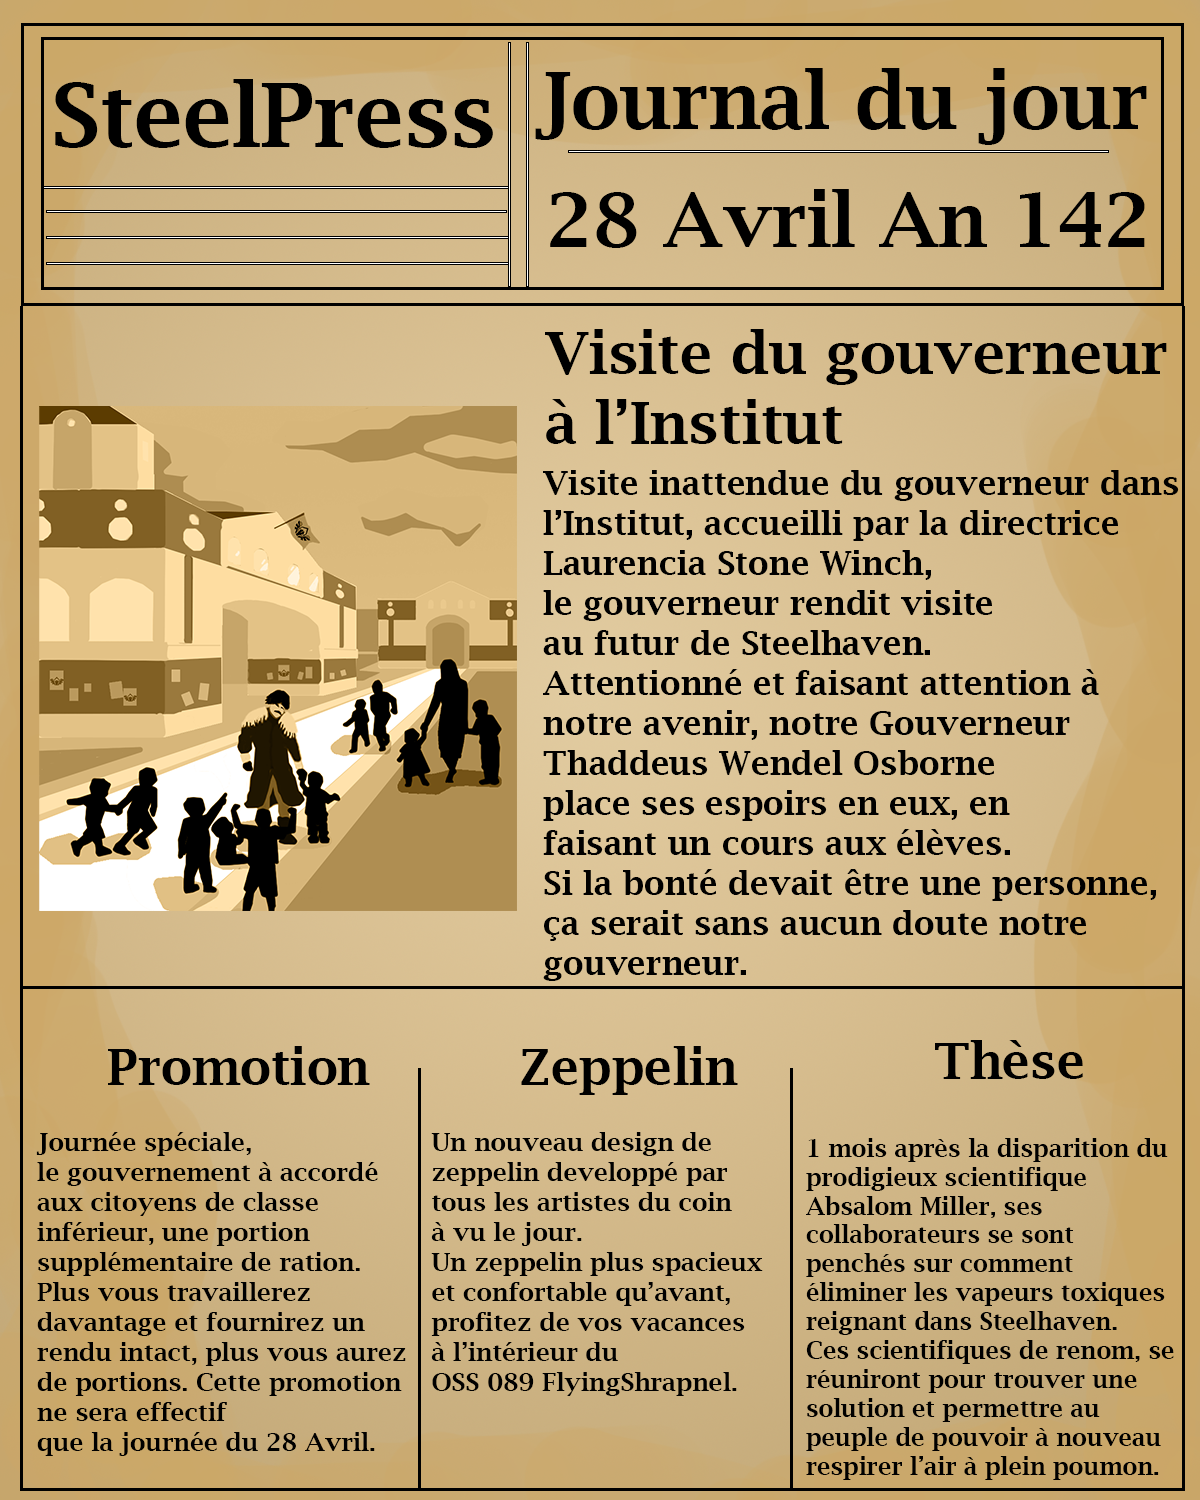 SteelPress
Journal du jour
28 Avril An 142
Visite du gouverneur
à l’Institut
Visite inattendue du gouverneur dans
l’Institut, accueilli par la directrice
Laurencia Stone Winch,
le gouverneur rendit visite
au futur de Steelhaven.
Attentionné et faisant attention à
notre avenir, notre Gouverneur
Thaddeus Wendel Osborne
place ses espoirs en eux, en
faisant un cours aux élèves.
Si la bonté devait être une personne,
ça serait sans aucun doute notre
gouverneur.
Promotion
Journée spéciale,
le gouvernement à accordé
aux citoyens de classe
inférieur, une portion
supplémentaire de ration.
Plus vous travaillerez
davantage et fournirez un
rendu intact, plus vous aurez
de portions. Cette promotion
ne sera effectif
que la journée du 28 Avril.
Zeppelin
Un nouveau design de
zeppelin developpé par
tous les artistes du coin
à vu le jour.
Un zeppelin plus spacieux
et confortable qu’avant,
profitez de vos vacances
à l’intérieur du
OSS 089 FlyingShrapnel.
Thèse
1 mois après la disparition du
prodigieux scientifique
Absalom Miller, ses
collaborateurs se sont
penchés sur comment
éliminer les vapeurs toxiques
reignant dans Steelhaven.
Ces scientifiques de renom, se
réuniront pour trouver une
solution et permettre au
peuple de pouvoir à nouveau
respirer l’air à plein poumon.